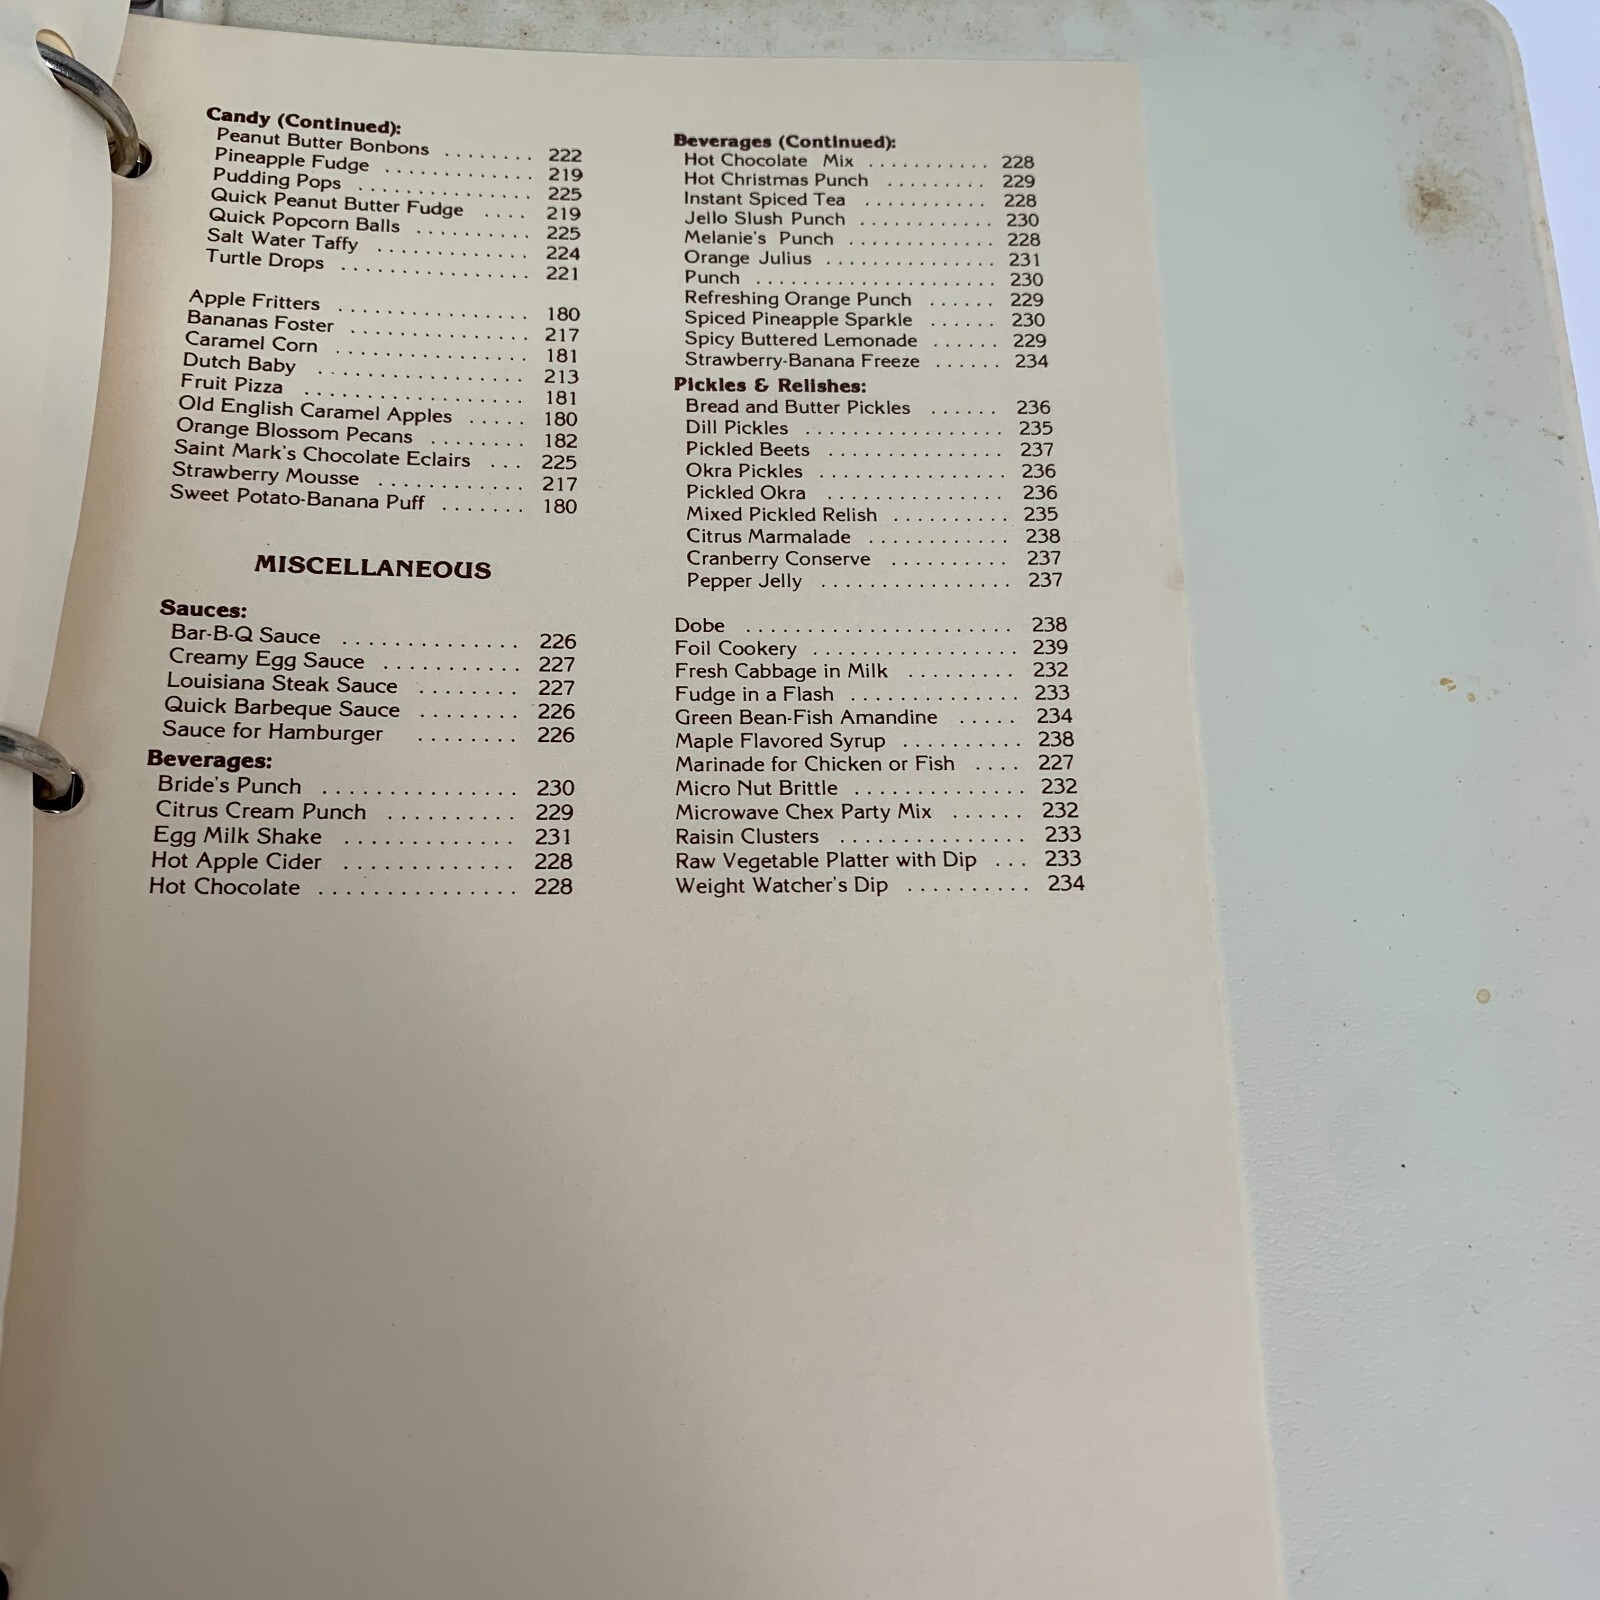 Candy (Continued):
Peanut Butter Bonbons ........ 222
Pineapple Fudge ............. 219
Pudding Pops ............... 225
Quick Peanut Butter Fudge .... 219
Quick Popcorn Balls .......... 225
Salt Water Taffy ............. 224
Turtle Drops ................ 221
Apple Fritters ................ 180
Bananas Foster ............... 217
Caramel Corn ................ 181
Dutch Baby ................. 213
Fruit Pizza .................. 181
Old English Caramel Apples ..... 180
Orange Blossom Pecans ........ 182
Saint Mark's Chocolate Eclairs ... 225
Strawberry Mousse ............ 217
Sweet Potato-Banana Puff ....... 180
MISCELLANEOUS
Sauces:
Bar-B-Q Sauce ............... 226
Creamy Egg Sauce ............ 227
Louisiana Steak Sauce ........ 227
Quick Barbeque Sauce ........ 226
Sauce for Hamburger ........ 226
Beverages:
Bride's Punch ................ 230
Citrus Cream Punch ........... 229
Egg Milk Shake .............. 231
Hot Apple Cider .............. 228
Hot Chocolate ................ 228
Beverages (Continued):
Hot Chocolate Mix ........... 228
Hot Christmas Punch ......... 229
Instant Spiced Tea ........... 228
Jello Slush Punch ............ 230
Melanie's Punch ............. 228
Orange Julius ............... 231
Punch ...................... 230
Refreshing Orange Punch ...... 229
Spiced Pineapple Sparkle ...... 230
Spicy Buttered Lemonade ...... 229
Strawberry-Banana Freeze ...... 234
Pickles & Relishes:
Bread and Butter Pickles ...... 236
Dill Pickles ................. 235
Pickled Beets ............... 237
Okra Pickles ................ 236
Pickled Okra ............... 236
Mixed Pickled Relish .......... 235
Citrus Marmalade ............ 238
Cranberry Conserve .......... 237
Pepper Jelly ................ 237
Dobe ...................... 238
Foil Cookery ................. 239
Fresh Cabbage in Milk ......... 232
Fudge in a Flash .............. 233
Green Bean-Fish Amandine ..... 234
Maple Flavored Syrup .......... 238
Marinade for Chicken or Fish .... 227
Micro Nut Brittle .............. 232
Microwave Chex Party Mix ...... 232
Raisin Clusters ................ 233
Raw Vegetable Platter with Dip ... 233
Weight Watcher's Dip .......... 234